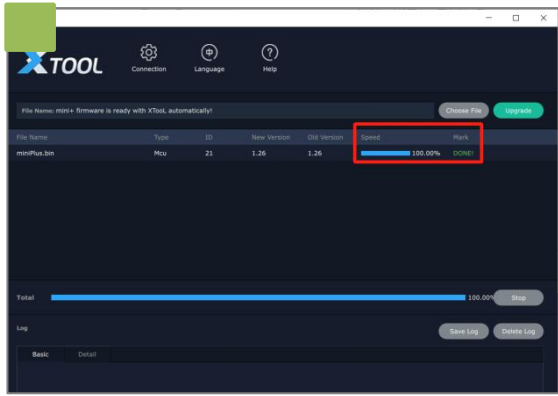 XTOOL
Connection Language Help
File Name: mini+ firmware is ready with XTooL automatically! Choose File Upgrade
File Name Type ID New Version Old Version Speed Mark
miniPlus.bin Mcu 21 1.26 1.26 100.00% DONE!
Total 100.00% Stop
Log Save Log Delete Log
Basic Detail